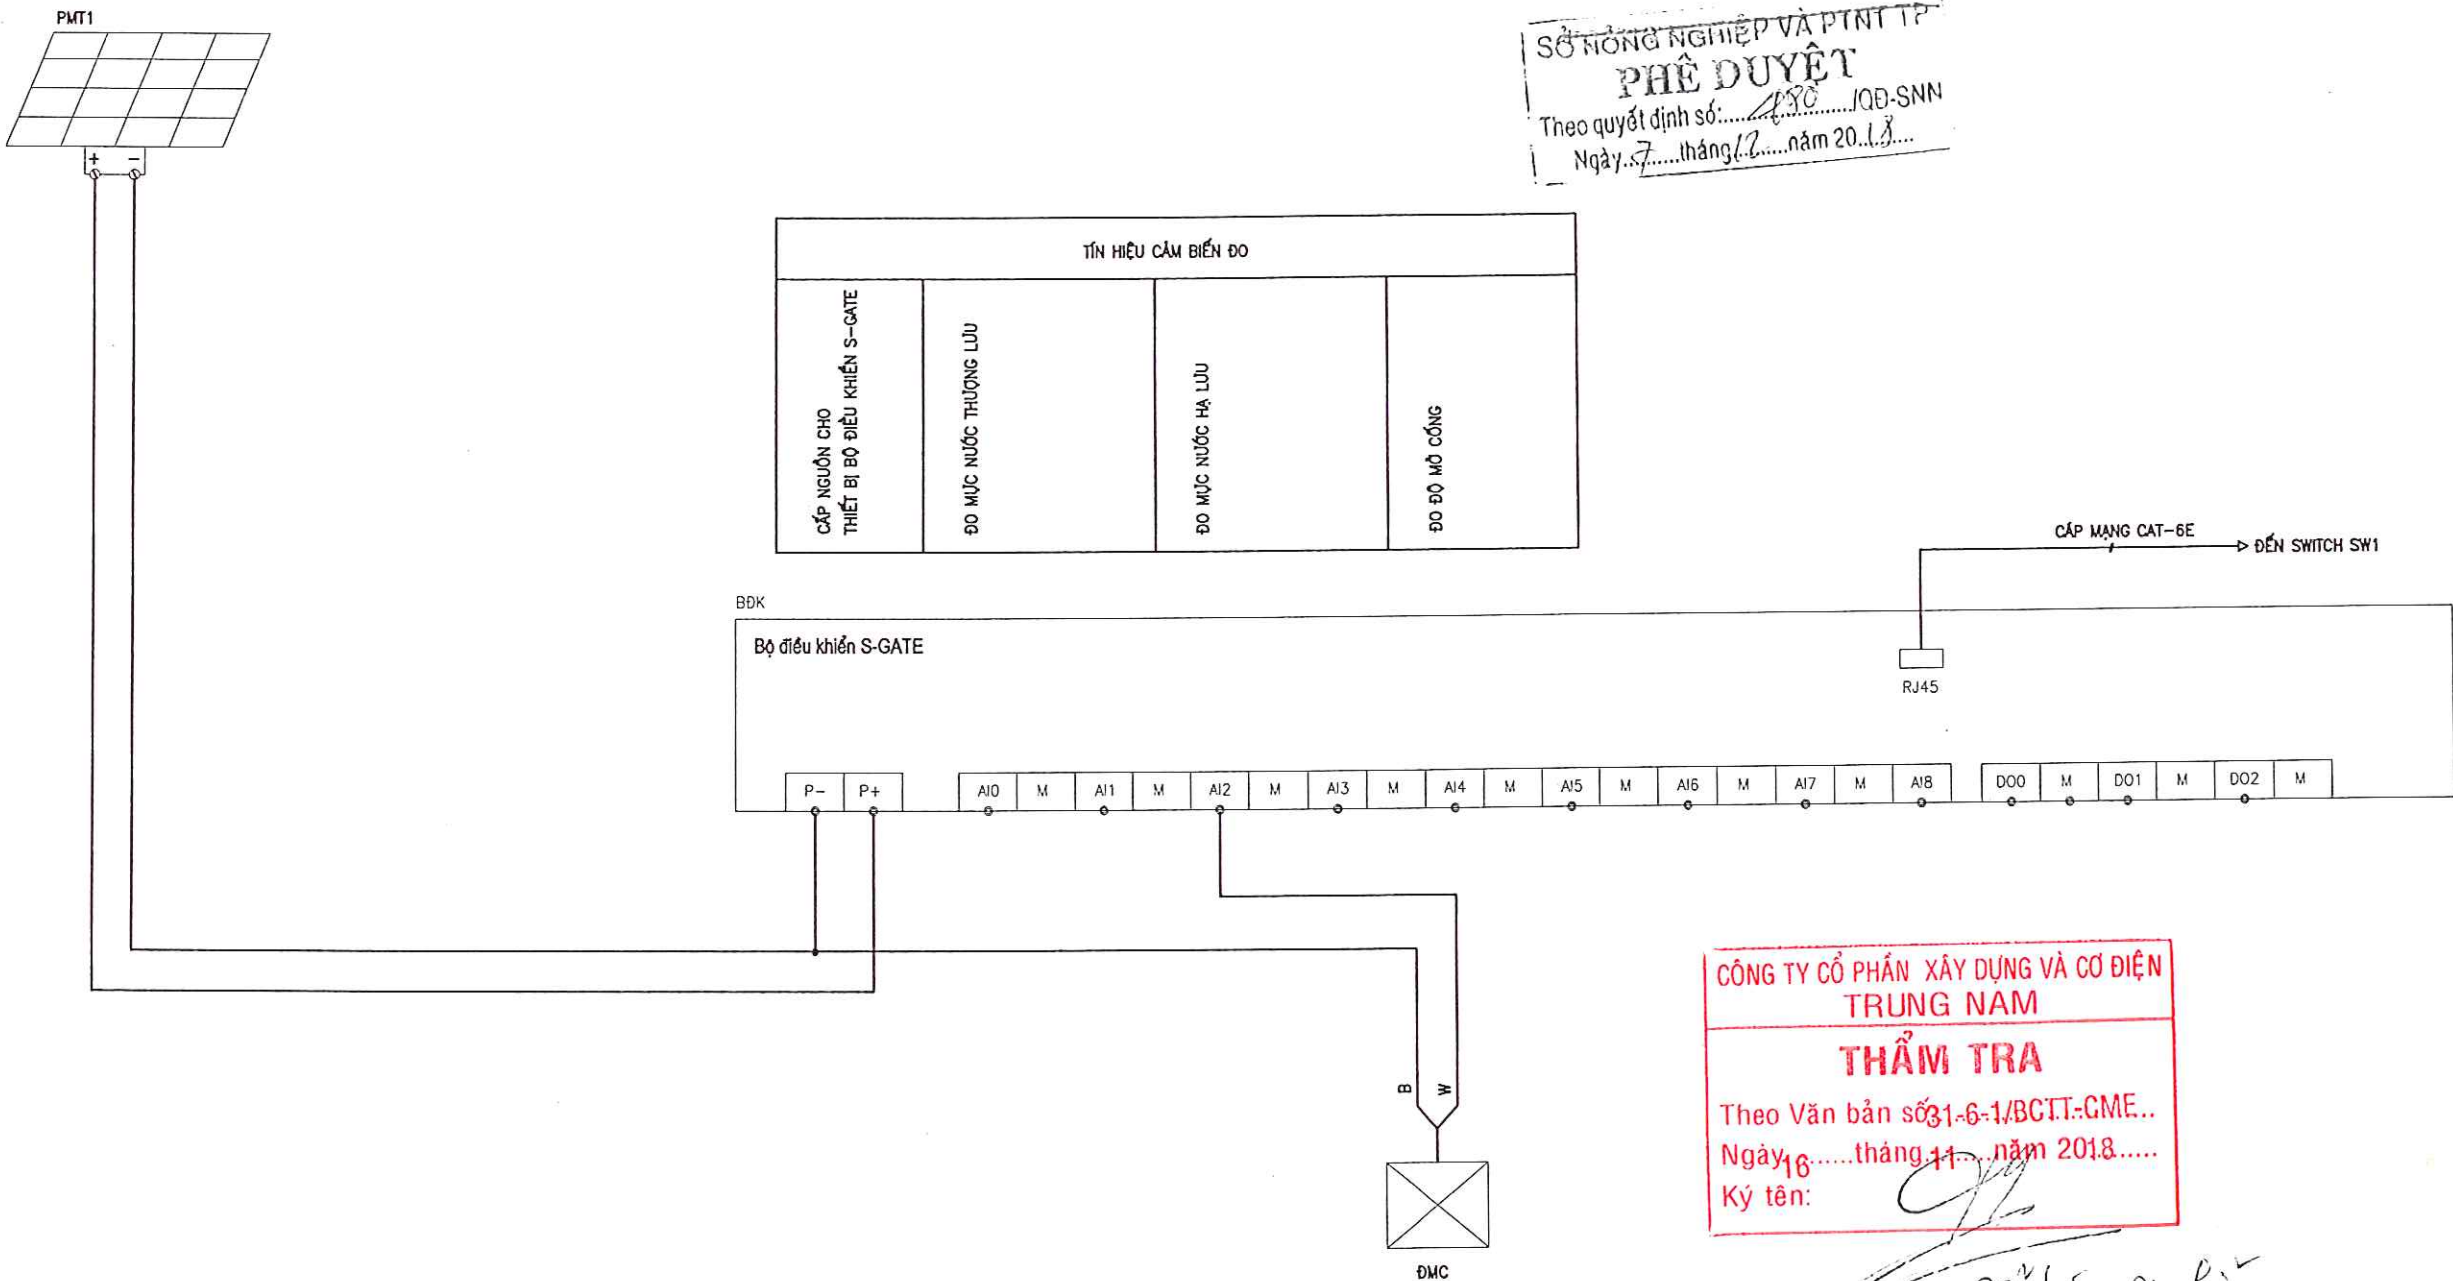 PMT1
+ −
SỞ NÔNG NGHIỆP VÀ PTNT TP
PHÊ DUYỆT
Theo quyết định số:................/QĐ-SNN
Ngày..7.....tháng.12.....năm 20.18....
TÍN HIỆU CẢM BIẾN ĐO
CẤP NGUỒN CHO
THIẾT BỊ BỘ ĐIỀU KHIỂN S-GATE
ĐO MỰC NƯỚC THƯỢNG LƯU
ĐO MỰC NƯỚC HẠ LƯU
ĐO ĐỘ MỞ CỐNG
CÁP MẠNG CAT-6E
ĐẾN SWITCH SW1
BĐK
Bộ điều khiển S-GATE
RJ45
P− P+ AI0 M AI1 M AI2 M AI3 M AI4 M AI5 M AI6 M AI7 M AI8 DO0 M DO1 M DO2 M
B W
ĐMC
CÔNG TY CỔ PHẦN XÂY DỰNG VÀ CƠ ĐIỆN
TRUNG NAM
THẨM TRA
Theo Văn bản số31-6-1/BCTT-CME..
Ngày16......tháng.11....năm 2018.....
Ký tên: